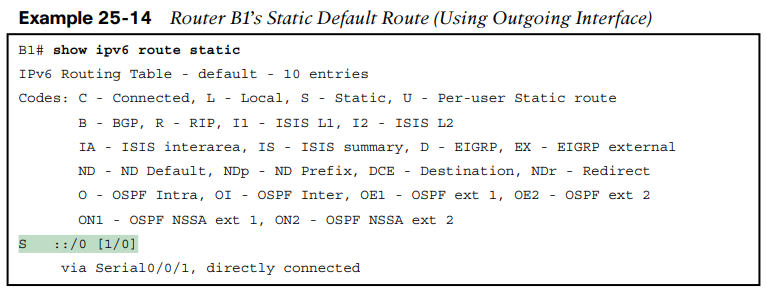 Example 25-14 Router B1's Static Default Route (Using Outgoing Interface)
B1# show ipv6 route static
IPv6 Routing Table - default - 10 entries
Codes: C - Connected, L - Local, S - Static, U - Per-user Static route
B - BGP, R - RIP, I1 - ISIS L1, I2 - ISIS L2
IA - ISIS interarea, IS - ISIS summary, D - EIGRP, EX - EIGRP external
ND - ND Default, NDp - ND Prefix, DCE - Destination, NDr - Redirect
O - OSPF Intra, OI - OSPF Inter, OE1 - OSPF ext 1, OE2 - OSPF ext 2
ON1 - OSPF NSSA ext 1, ON2 - OSPF NSSA ext 2
S ::/0 [1/0]
via Serial0/0/1, directly connected